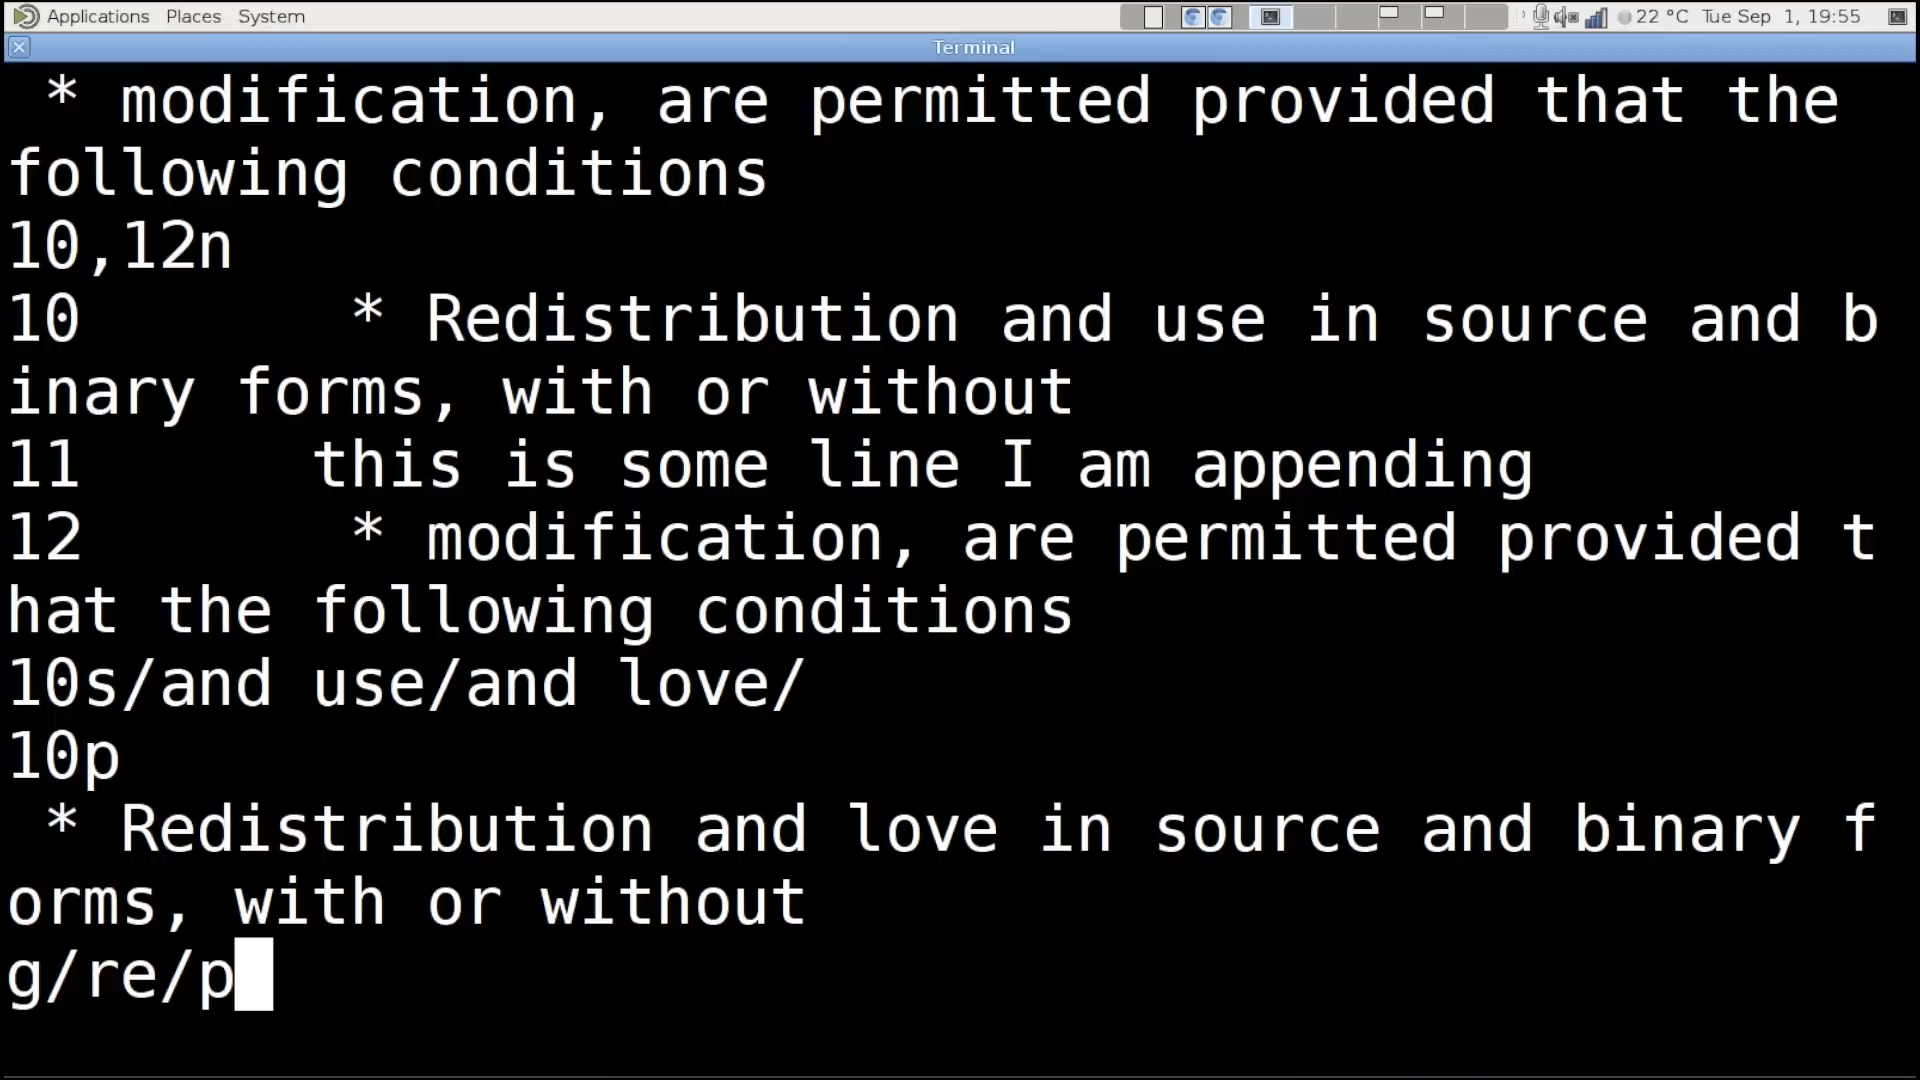 Applications Places System 22 °C Tue Sep 1, 19:55
Terminal
* modification, are permitted provided that the
following conditions
10,12n
10 * Redistribution and use in source and b
inary forms, with or without
11 this is some line I am appending
12 * modification, are permitted provided t
hat the following conditions
10s/and use/and love/
10p
* Redistribution and love in source and binary f
orms, with or without
g/re/p